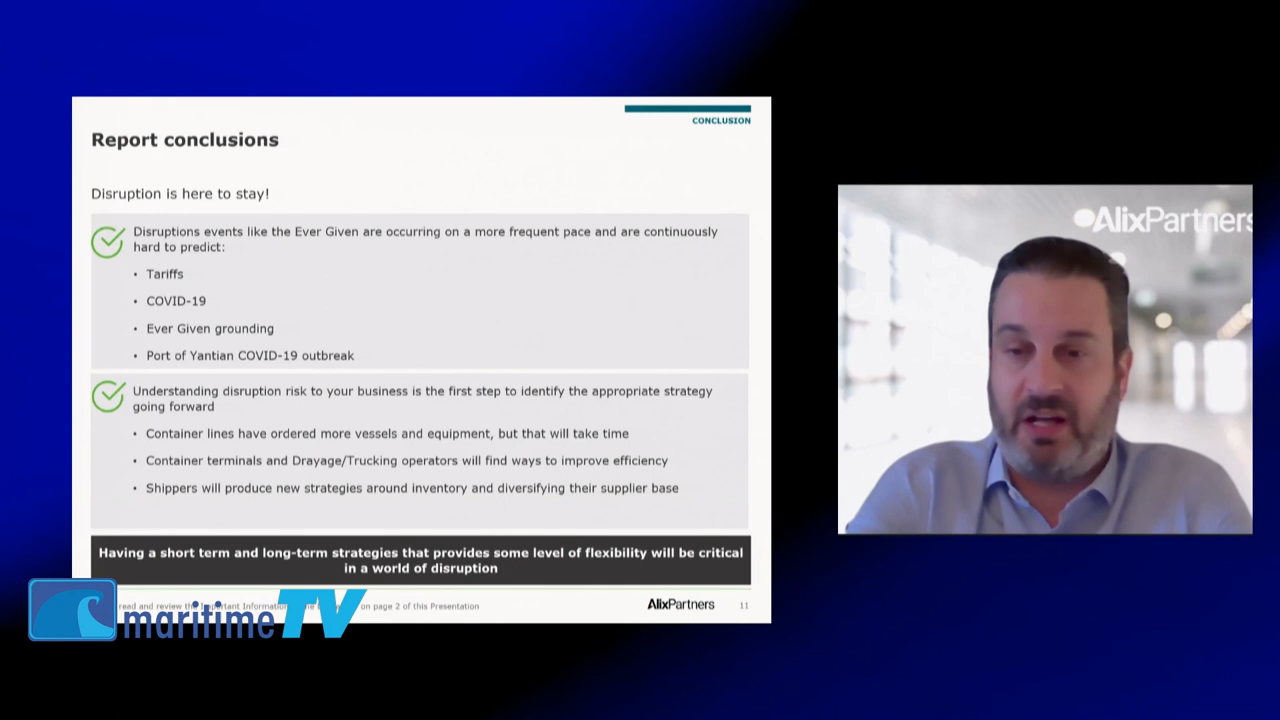 CONCLUSION
Report conclusions
Disruption is here to stay!
Disruptions events like the Ever Given are occurring on a more frequent pace and are continuously
hard to predict:
• Tariffs
• COVID-19
• Ever Given grounding
• Port of Yantian COVID-19 outbreak
Understanding disruption risk to your business is the first step to identify the appropriate strategy
going forward
• Container lines have ordered more vessels and equipment, but that will take time
• Container terminals and Drayage/Trucking operators will find ways to improve efficiency
• Shippers will produce new strategies around inventory and diversifying their supplier base
Having a short term and long-term strategies that provides some level of flexibility will be critical
in a world of disruption
read and review the Important on page 2 of this Presentation
AlixPartners
11
maritimeTV
AlixPartners